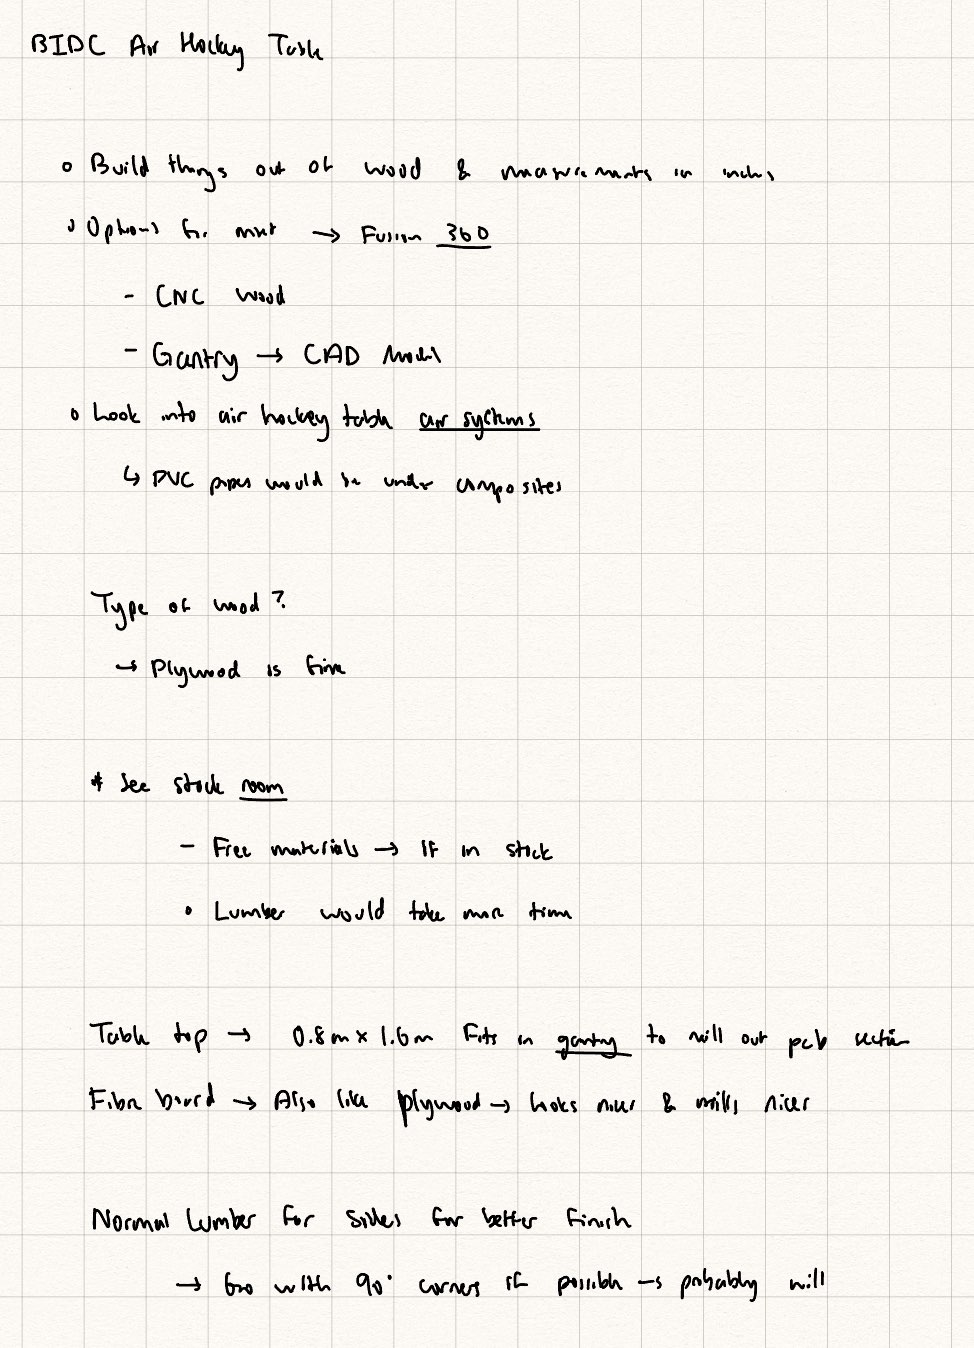 BIDC Air Hockey Table
◦ Build things out of wood & measurements in inches
◦ Options for mat → Fusion 360
- CNC wood
- Gantry → CAD Model
◦ Look into air hockey table air systems
↳ PVC pipes would be under composites
Type of wood?
→ Plywood is fine
* See stock room
- Free materials → If in stock
• Lumber would take more time
Table top → 0.8m x 1.6m Fits in gantry to mill out pcb section
Fibre board → Also like plywood → looks nicer & mills nicer
Normal lumber for sides for better finish
→ Go with 90° corners if possible → probably will